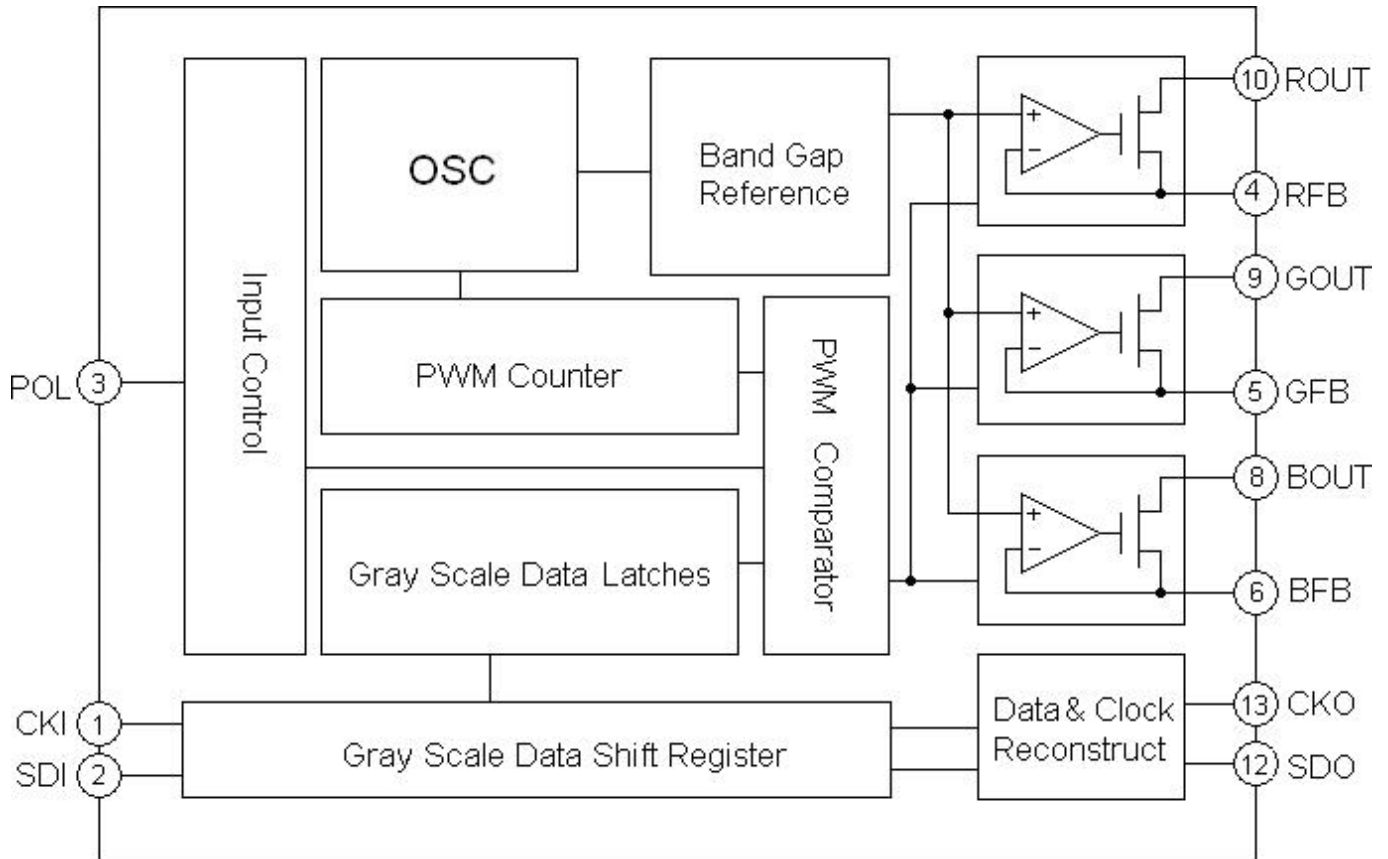 OSC
Band Gap
Reference
Input Control
PWM Counter
PWM Comparator
Gray Scale Data Latches
Gray Scale Data Shift Register
Data & Clock
Reconstruct
POL
3
CKI
1
SDI
2
+
−
10
ROUT
4
RFB
+
−
9
GOUT
5
GFB
+
−
8
BOUT
6
BFB
13
CKO
12
SDO